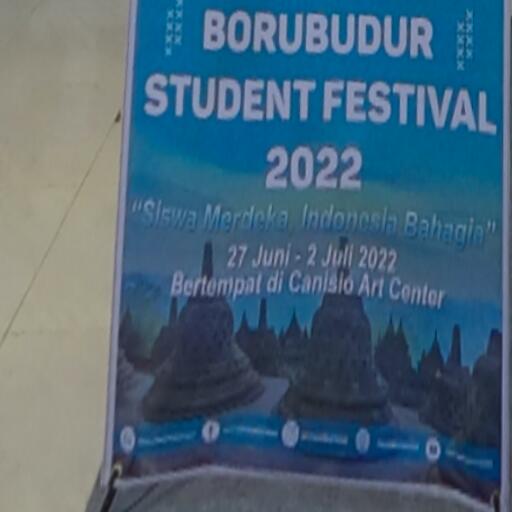 BORUBUDUR
STUDENT FESTIVAL
2022
"Siswa Merdeka, Indonesia Bahagia"
27 Juni - 2 Juli 2022
Bertempat di Canisio Art Center